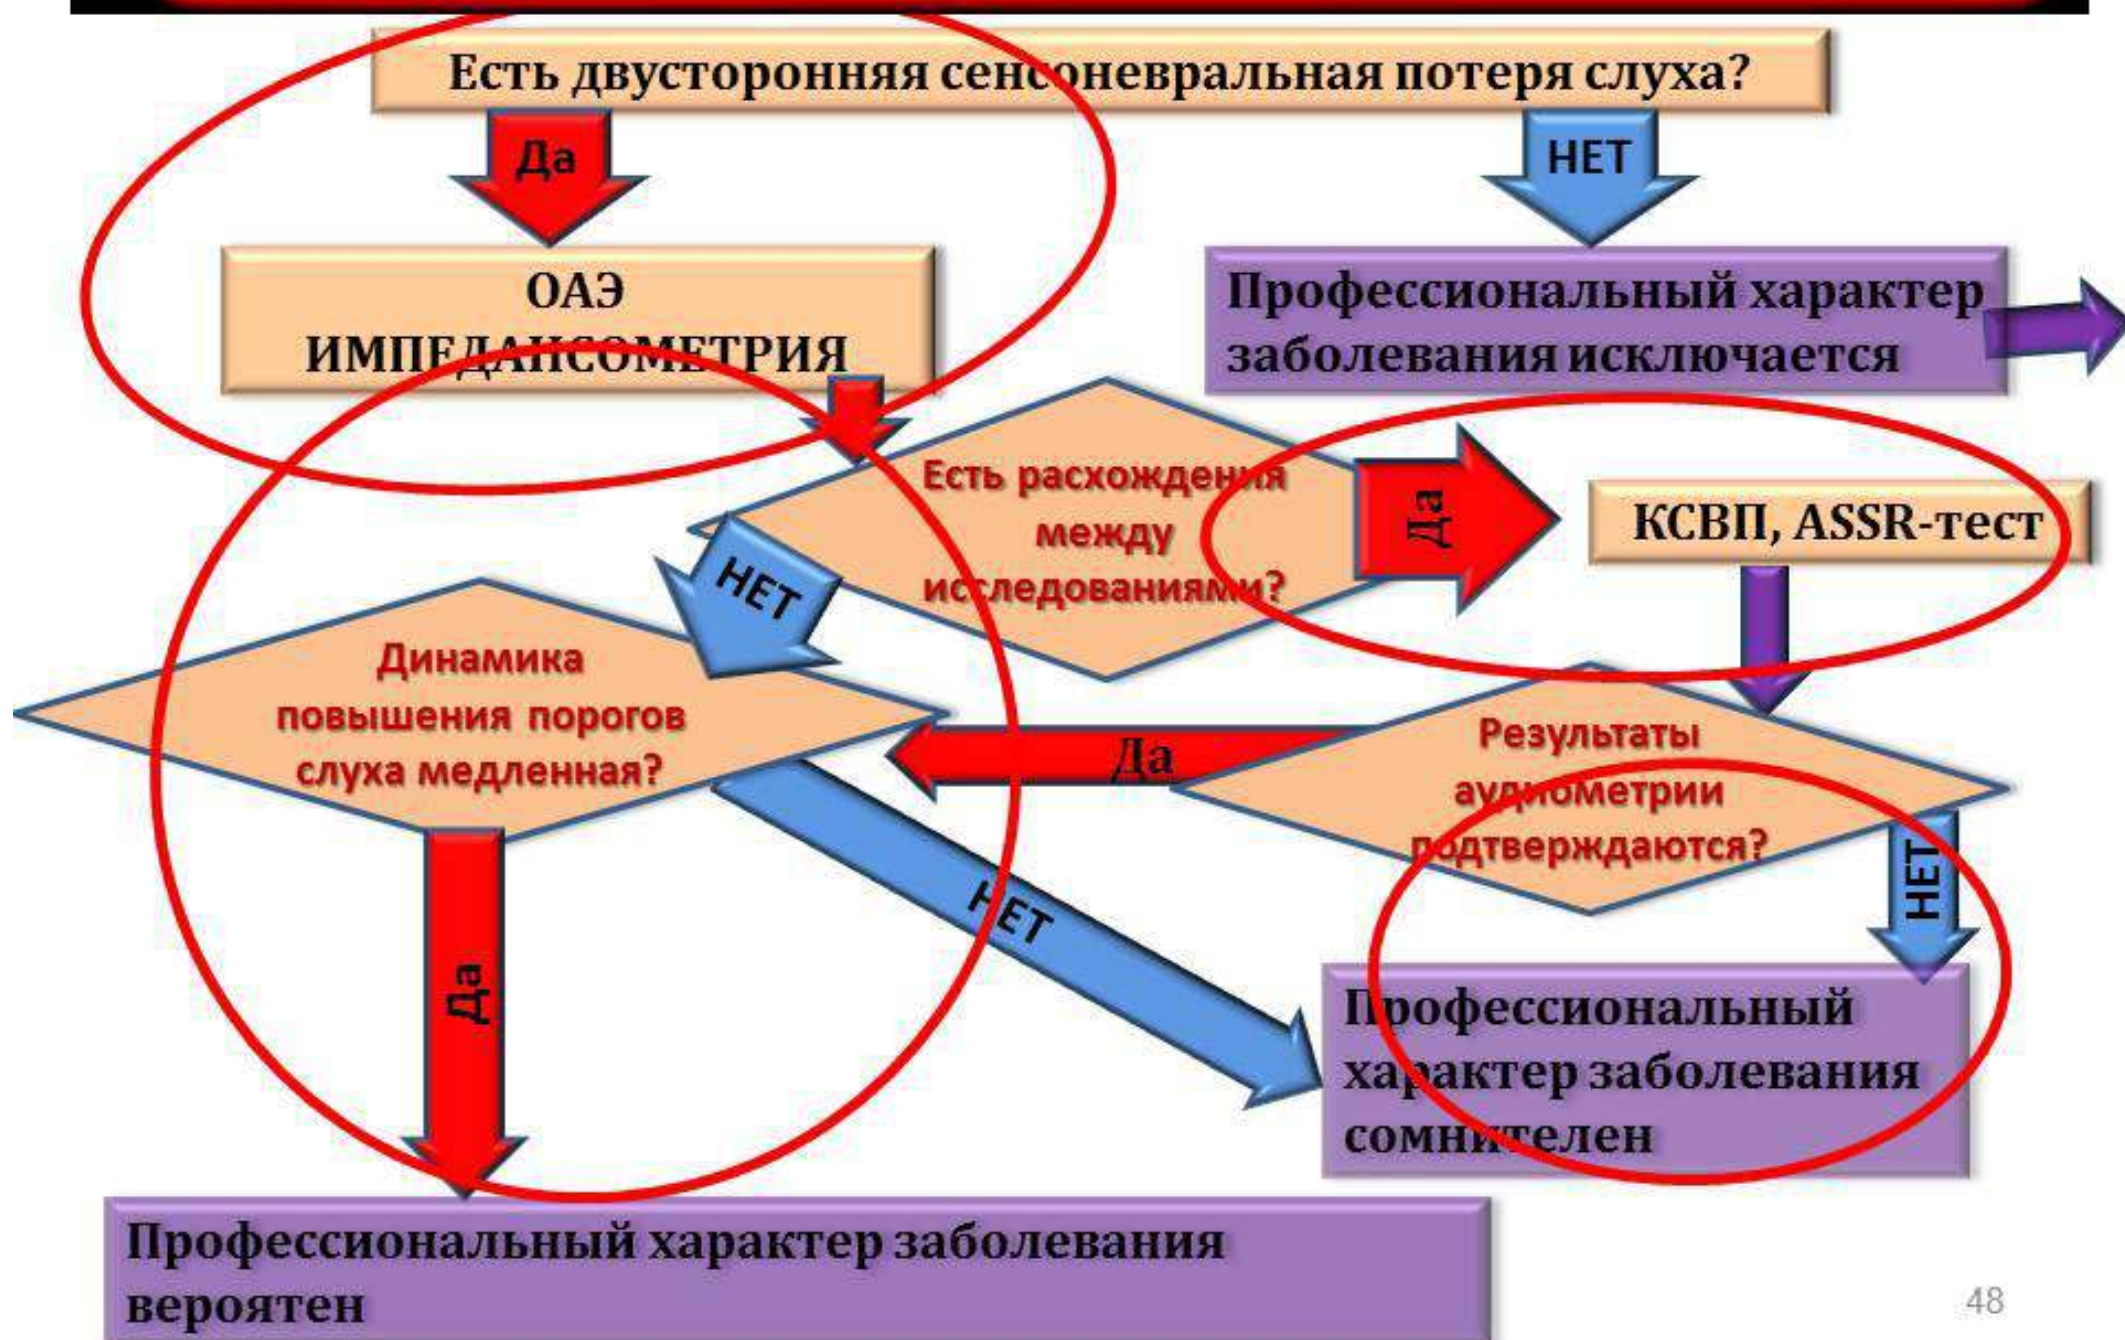 Есть двусторонняя сенсоневральная потеря слуха?
Да
НЕТ
ОАЭ
ИМПЕДАНСОМЕТРИЯ
Профессиональный характер
заболевания исключается
Есть расхождения
между
исследованиями?
Да
КСВП, ASSR-тест
НЕТ
Динамика
повышения порогов
слуха медленная?
Да
Результаты
аудиометрии
подтверждаются?
НЕТ
НЕТ
Да
Профессиональный
характер заболевания
сомнителен
Профессиональный характер заболевания
вероятен
48